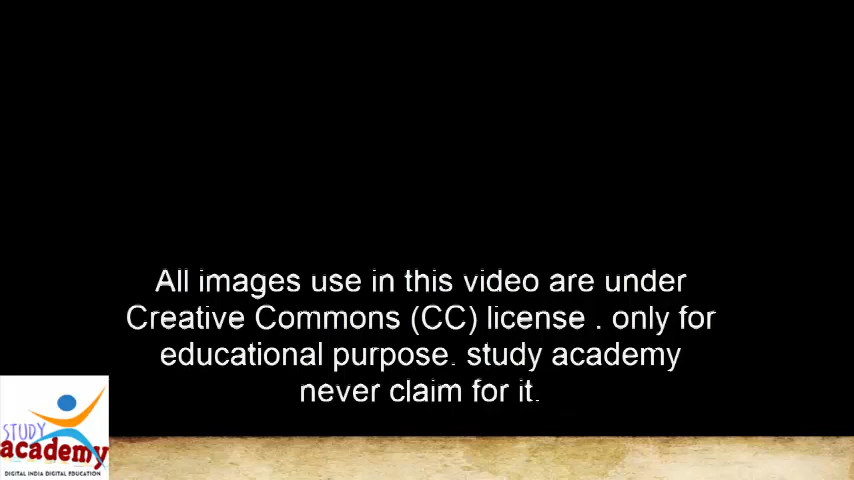 All images use in this video are under
Creative Commons (CC) license . only for
educational purpose. study academy
never claim for it.
STUDY
academy
DIGITAL INDIA DIGITAL EDUCATION